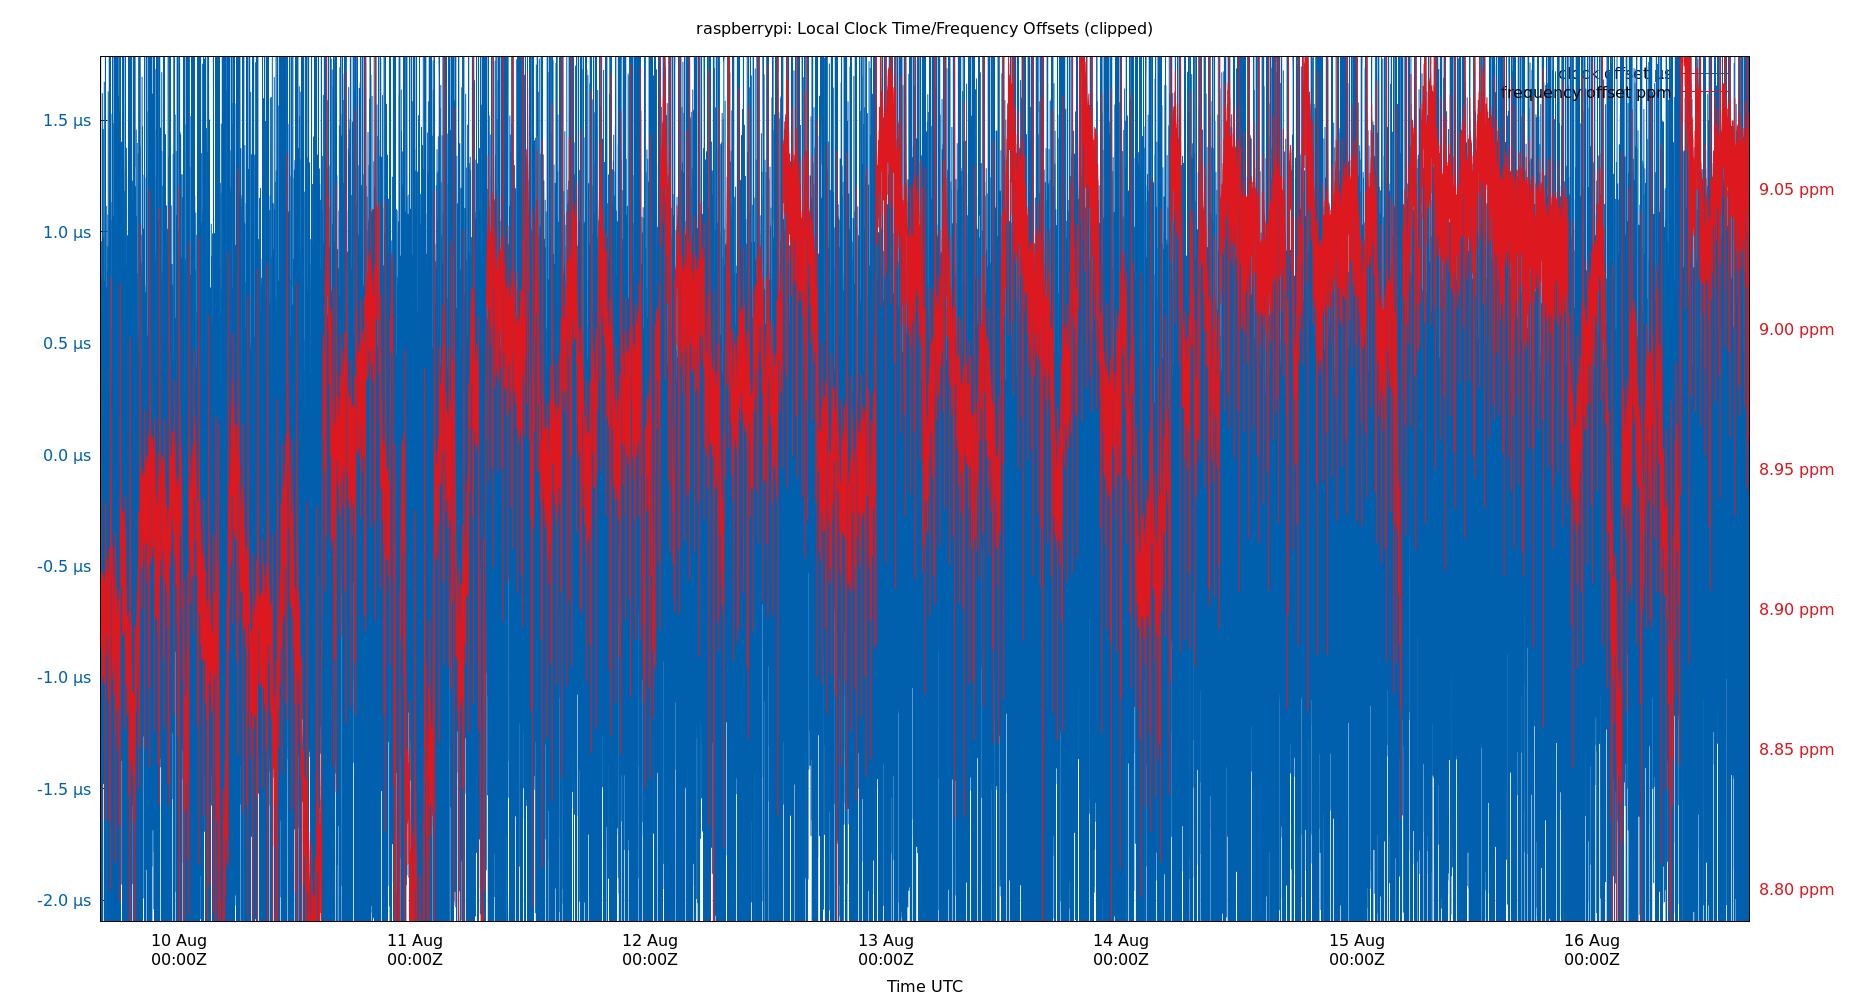 raspberrypi: Local Clock Time/Frequency Offsets (clipped)
clock offset µs
frequency offset ppm
1.5 µs
1.0 µs
0.5 µs
0.0 µs
-0.5 µs
-1.0 µs
-1.5 µs
-2.0 µs
9.05 ppm
9.00 ppm
8.95 ppm
8.90 ppm
8.85 ppm
8.80 ppm
10 Aug
00:00Z
11 Aug
00:00Z
12 Aug
00:00Z
13 Aug
00:00Z
14 Aug
00:00Z
15 Aug
00:00Z
16 Aug
00:00Z
Time UTC